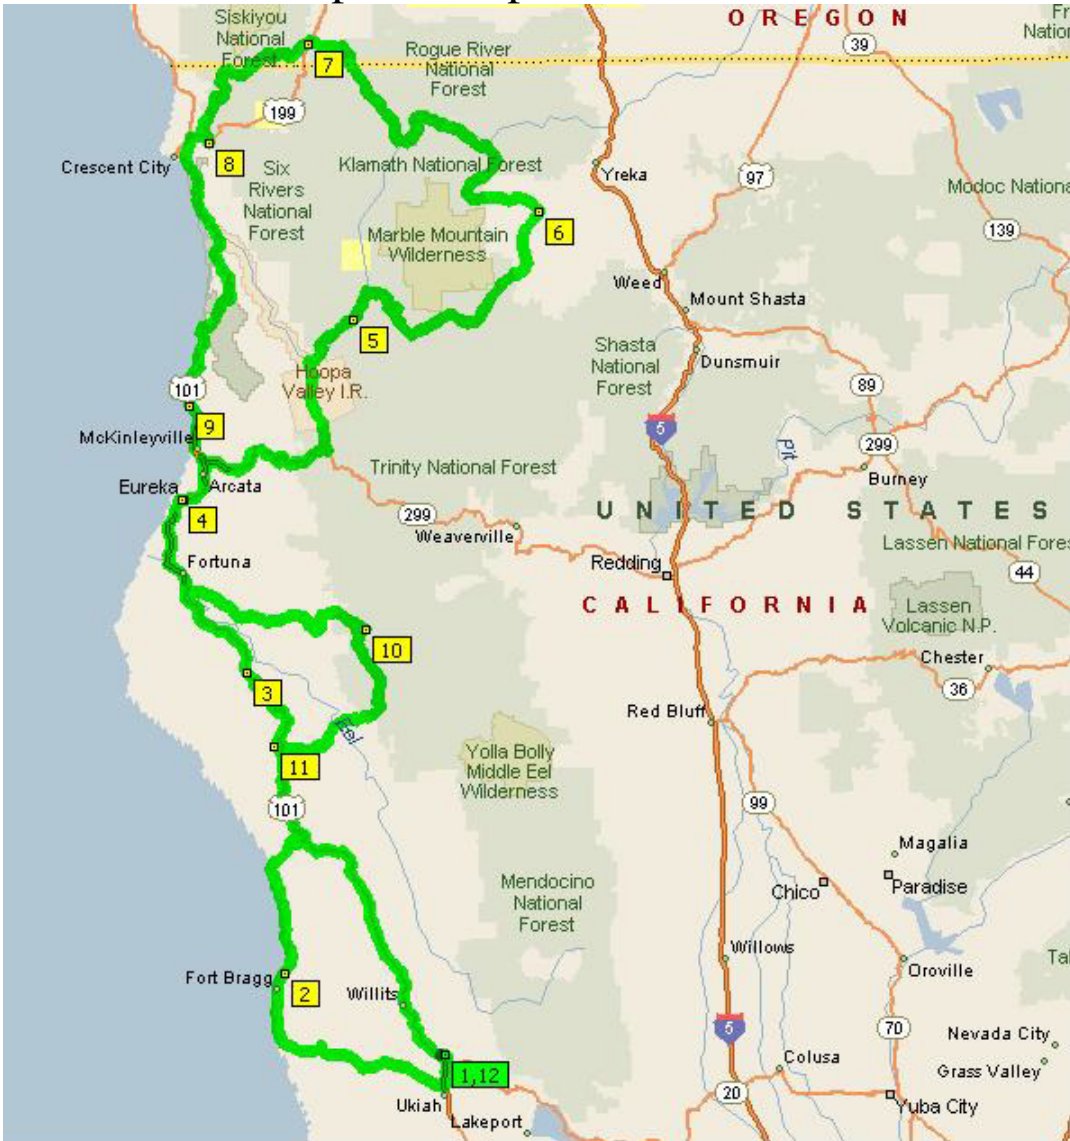 Siskiyou
National
Forest
OREGON
39
Rogue River
National
Forest
7
199
Crescent City
8
Six
Rivers
National
Forest
Klamath National Forest
Yreka
97
Modoc Nationa
139
6
Marble Mountain
Wilderness
Weed
Mount Shasta
5
Shasta
National
Forest
Dunsmuir
Hoopa
Valley I.R.
89
101
9
McKinleyville
5
299
Pit
Burney
Trinity National Forest
Eureka
Arcata
4
299
Weaverville
UNITED STATES
Lassen National Fores
Fortuna
Redding
44
CALIFORNIA
Lassen
Volcanic N.P.
10
Chester
3
36
Red Bluff
Eel
11
Yolla Bolly
Middle Eel
Wilderness
101
99
Magalia
Mendocino
National
Forest
Chico
Paradise
Willows
Oroville
Ta
Fort Bragg
2
Willits
5
70
Nevada City
Colusa
Grass Valley
1,12
20
Ukiah
Lakeport
Yuba City